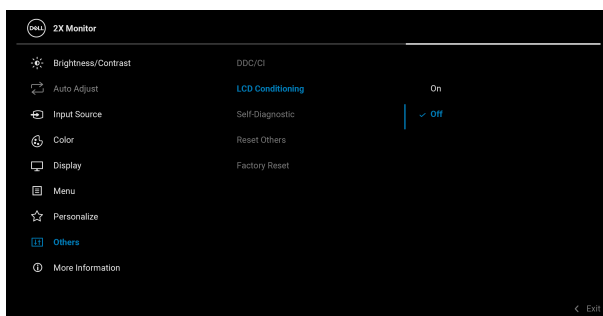 DELL 2X Monitor
Brightness/Contrast DDC/CI
Auto Adjust LCD Conditioning On
Input Source Self-Diagnostic ✓ Off
Color Reset Others
Display Factory Reset
Menu
Personalize
Others
More Information
< Exit